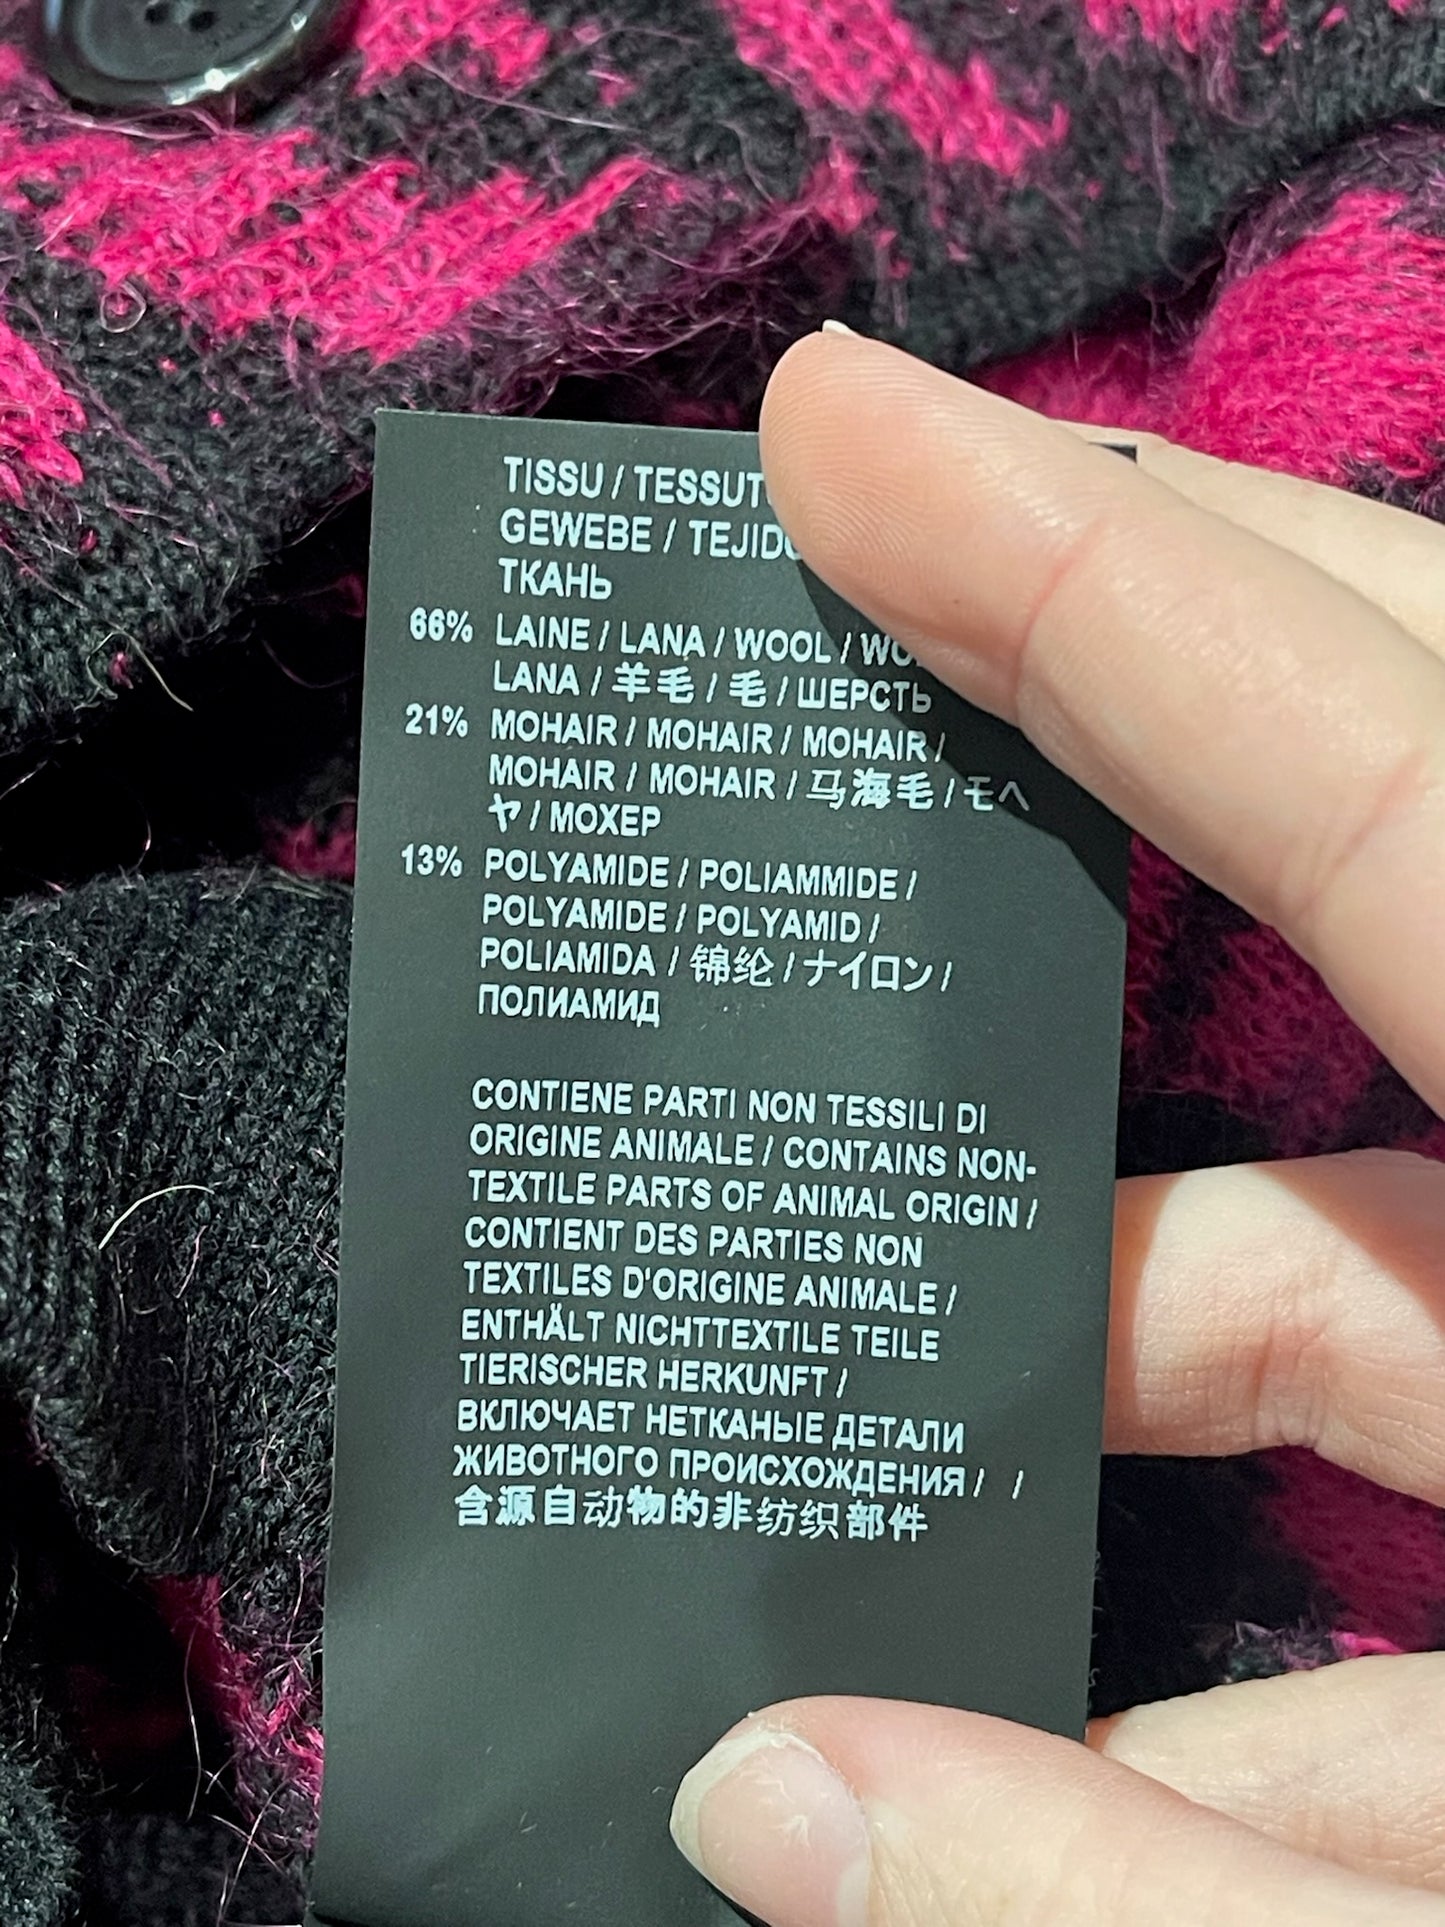 TISSU / TESSUT
GEWEBE / TEJIDO
ТКАНЬ
66% LAINE / LANA / WOOL /
LANA / 羊毛 / 毛 / ШЕРСТЬ
21% MOHAIR / MOHAIR / MOHAIR /
MOHAIR / MOHAIR / 马海毛 / モヘ
ヤ / МОХЕР
13% POLYAMIDE / POLIAMMIDE /
POLYAMIDE / POLYAMID /
POLIAMIDA / 锦纶 / ナイロン /
ПОЛИАМИД
CONTIENE PARTI NON TESSILI DI
ORIGINE ANIMALE / CONTAINS NON-
TEXTILE PARTS OF ANIMAL ORIGIN /
CONTIENT DES PARTIES NON
TEXTILES D'ORIGINE ANIMALE /
ENTHÄLT NICHTTEXTILE TEILE
TIERISCHER HERKUNFT /
ВКЛЮЧАЕТ НЕТКАНЫЕ ДЕТАЛИ
ЖИВОТНОГО ПРОИСХОЖДЕНИЯ / /
含源自动物的非纺织部件